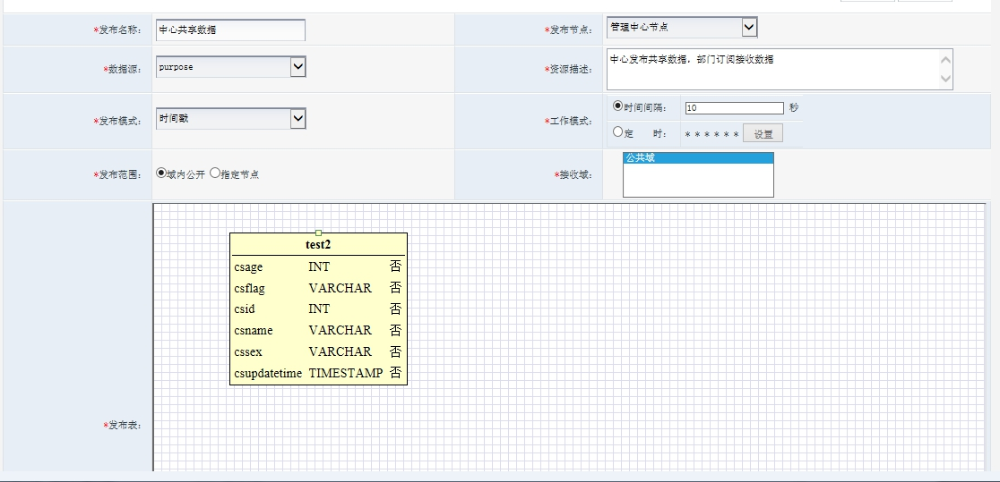 *发布名称： 中心共享数据 *发布节点： 管理中心节点
*数据源： purpose *资源描述： 中心发布共享数据，部门订阅接收数据
*发布模式： 时间戳 *工作模式： 时间间隔： 10 秒
定 时： * * * * * * 设置
*发布范围： 域内公开 指定节点 *接收域： 公共域
test2
csage INT 否
csflag VARCHAR 否
csid INT 否
csname VARCHAR 否
cssex VARCHAR 否
csupdatetime TIMESTAMP 否
*发布表：